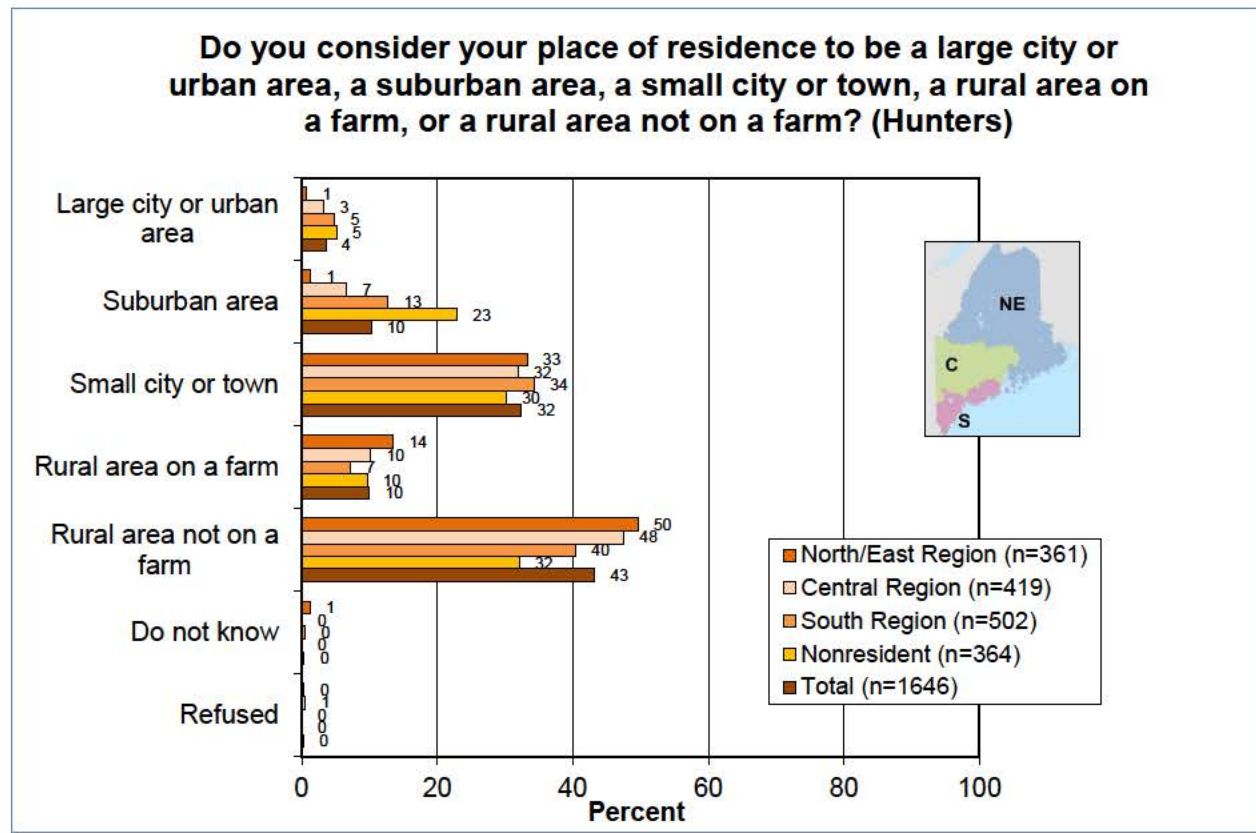 Do you consider your place of residence to be a large city or
urban area, a suburban area, a small city or town, a rural area on
a farm, or a rural area not on a farm? (Hunters)
Large city or urban
area
1
3
5
5
4
Suburban area
1
7
13
23
10
Small city or town
33
32
34
30
32
Rural area on a farm
14
10
7
10
10
Rural area not on a
farm
50
48
40
32
43
Do not know
1
0
0
0
0
Refused
0
1
0
0
0
NE
C
S
North/East Region (n=361)
Central Region (n=419)
South Region (n=502)
Nonresident (n=364)
Total (n=1646)
0 20 40 60 80 100
Percent